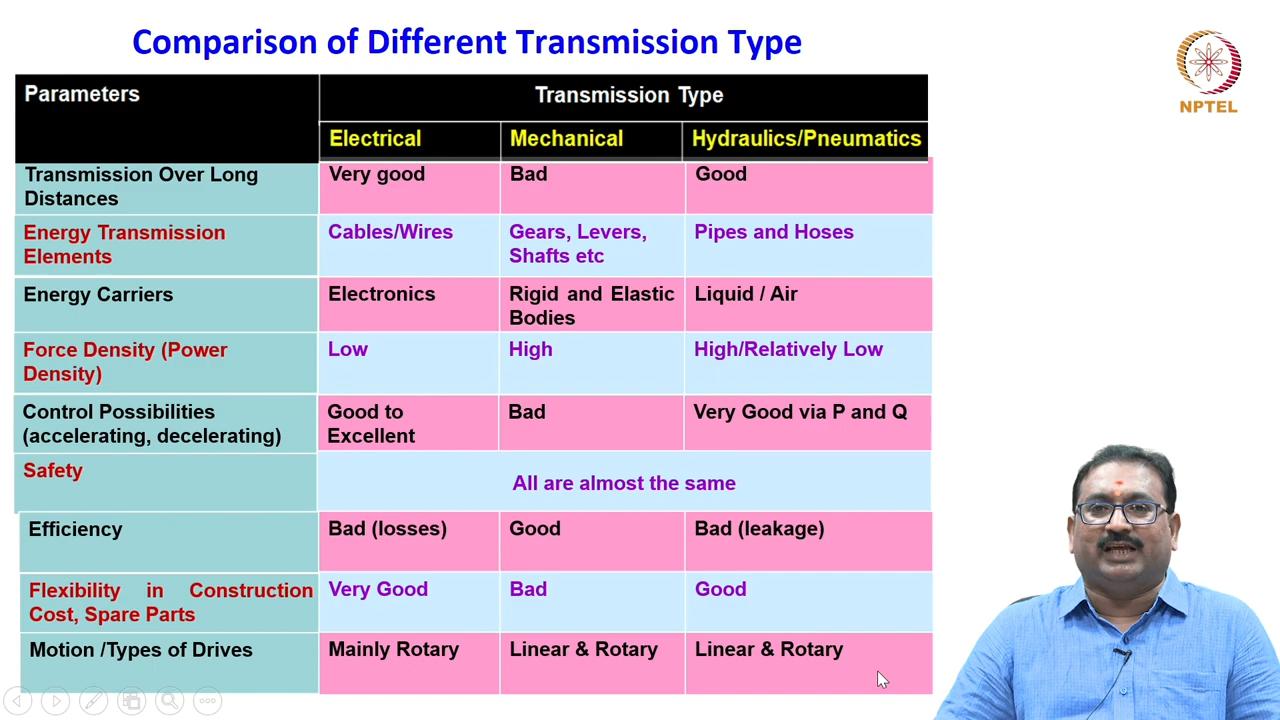 Comparison of Different Transmission Type
NPTEL
Parameters
Transmission Type
Electrical
Mechanical
Hydraulics/Pneumatics
Transmission Over Long
Distances
Very good
Bad
Good
Energy Transmission
Elements
Cables/Wires
Gears, Levers,
Shafts etc
Pipes and Hoses
Energy Carriers
Electronics
Rigid and Elastic
Bodies
Liquid / Air
Force Density (Power
Density)
Low
High
High/Relatively Low
Control Possibilities
(accelerating, decelerating)
Good to
Excellent
Bad
Very Good via P and Q
Safety
All are almost the same
Efficiency
Bad (losses)
Good
Bad (leakage)
Flexibility in Construction
Cost, Spare Parts
Very Good
Bad
Good
Motion /Types of Drives
Mainly Rotary
Linear & Rotary
Linear & Rotary